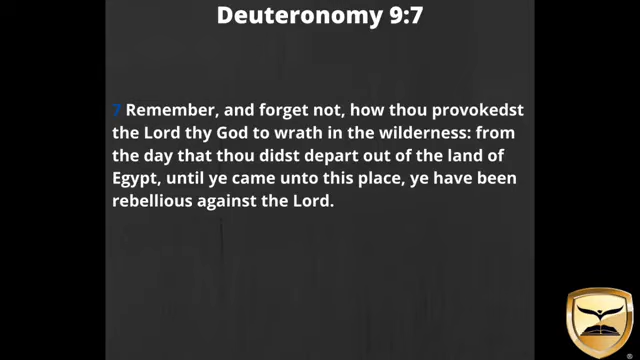 Deuteronomy 9:7
7 Remember, and forget not, how thou provokedst
the Lord thy God to wrath in the wilderness: from
the day that thou didst depart out of the land of
Egypt, until ye came unto this place, ye have been
rebellious against the Lord.
®